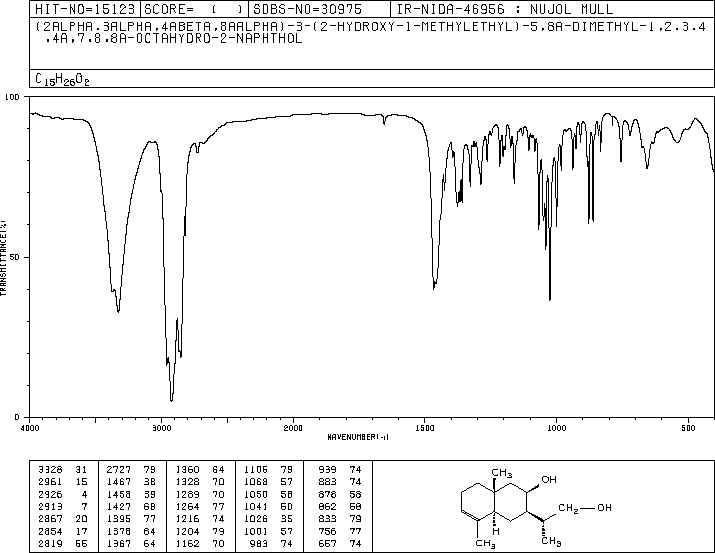 HIT-NO=15123 SCORE= ( ) SDBS-NO=30975 IR-NIDA-46956 : NUJOL MULL
(2ALPHA,3ALPHA,4ABETA,8AALPHA)-3-(2-HYDROXY-1-METHYLETHYL)-5,8A-DIMETHYL-1,2,3,4
,4A,7,8,8A-OCTAHYDRO-2-NAPHTHOL
C15H26O2
100
50
0
TRANSMITTANCE(%)
4000 3000 2000 1500 1000 500
WAVENUMBER(-1)
3328 31 2727 79 1360 64 1106 79 939 74
2961 15 1467 38 1328 70 1068 57 883 74
2926 4 1458 39 1289 70 1050 58 878 58
2913 7 1427 68 1264 77 1041 50 862 58
2867 20 1395 77 1216 74 1026 35 833 79
2854 17 1378 64 1204 79 1001 57 756 77
2819 66 1367 64 1162 70 983 74 657 74
CH3
OH
CH2 OH
H
CH3 CH3